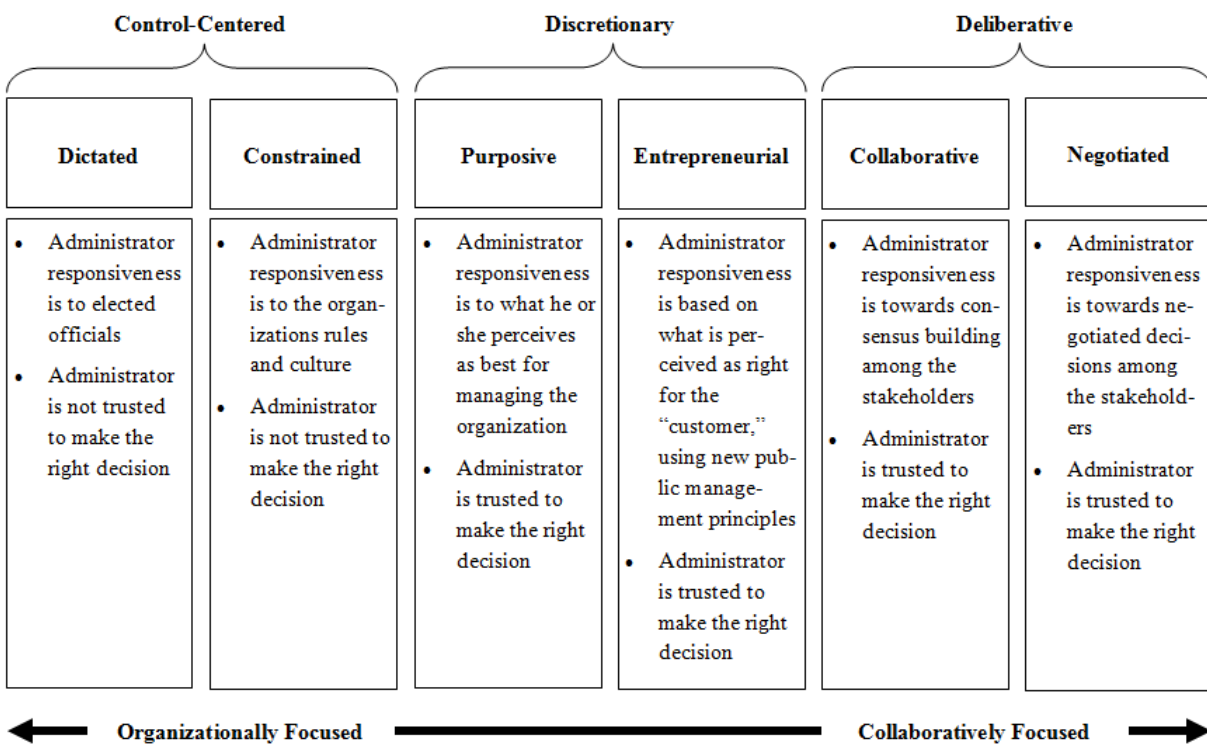 Control-Centered
Discretionary
Deliberative
Dictated
Constrained
Purposive
Entrepreneurial
Collaborative
Negotiated
• Administrator
responsiveness
is to elected
officials
• Administrator
is not trusted
to make the
right decision
• Administrator
responsiveness
is to the organ-
izations rules
and culture
• Administrator
is not trusted to
make the right
decision
• Administrator
responsiveness
is to what he or
she perceives
as best for
managing the
organization
• Administrator
is trusted to
make the right
decision
• Administrator
responsiveness
is based on
what is per-
ceived as right
for the
“customer,”
using new pub-
lic manage-
ment principles
• Administrator
is trusted to
make the right
decision
• Administrator
responsiveness
is towards con-
sensus building
among the
stakeholders
• Administrator
is trusted to
make the right
decision
• Administrator
responsiveness
is towards ne-
gotiated deci-
sions among
the stakehold-
ers
• Administrator
is trusted to
make the right
decision
Organizationally Focused
Collaboratively Focused